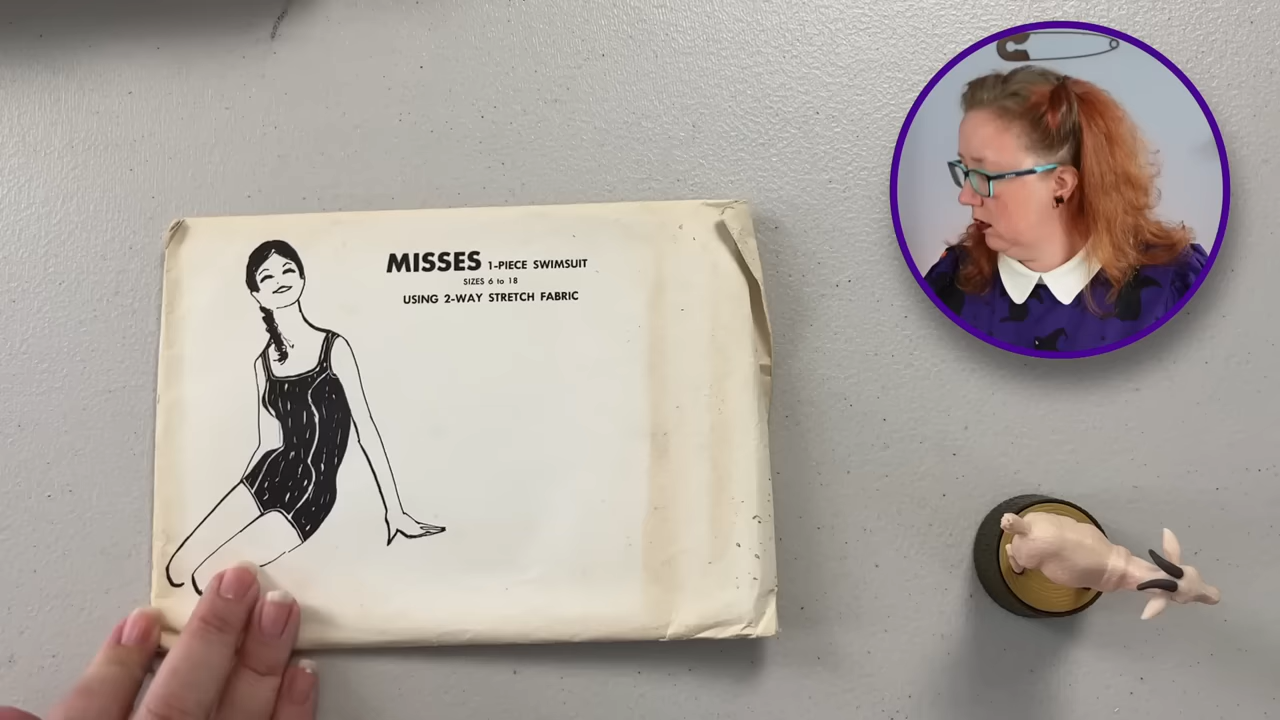 MISSES 1-PIECE SWIMSUIT
SIZES 6 to 18
USING 2-WAY STRETCH FABRIC